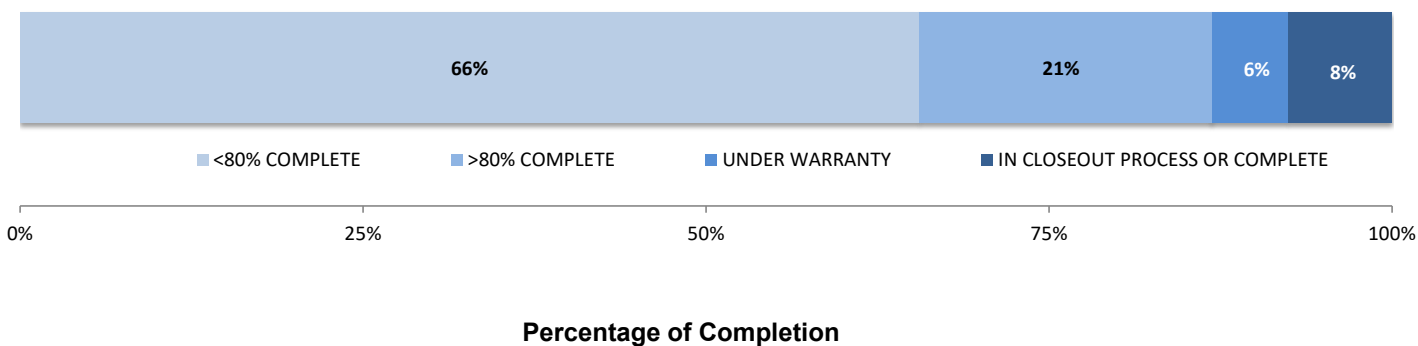 66% 21% 6% 8%
<80% COMPLETE >80% COMPLETE UNDER WARRANTY IN CLOSEOUT PROCESS OR COMPLETE
0% 25% 50% 75% 100%
Percentage of Completion